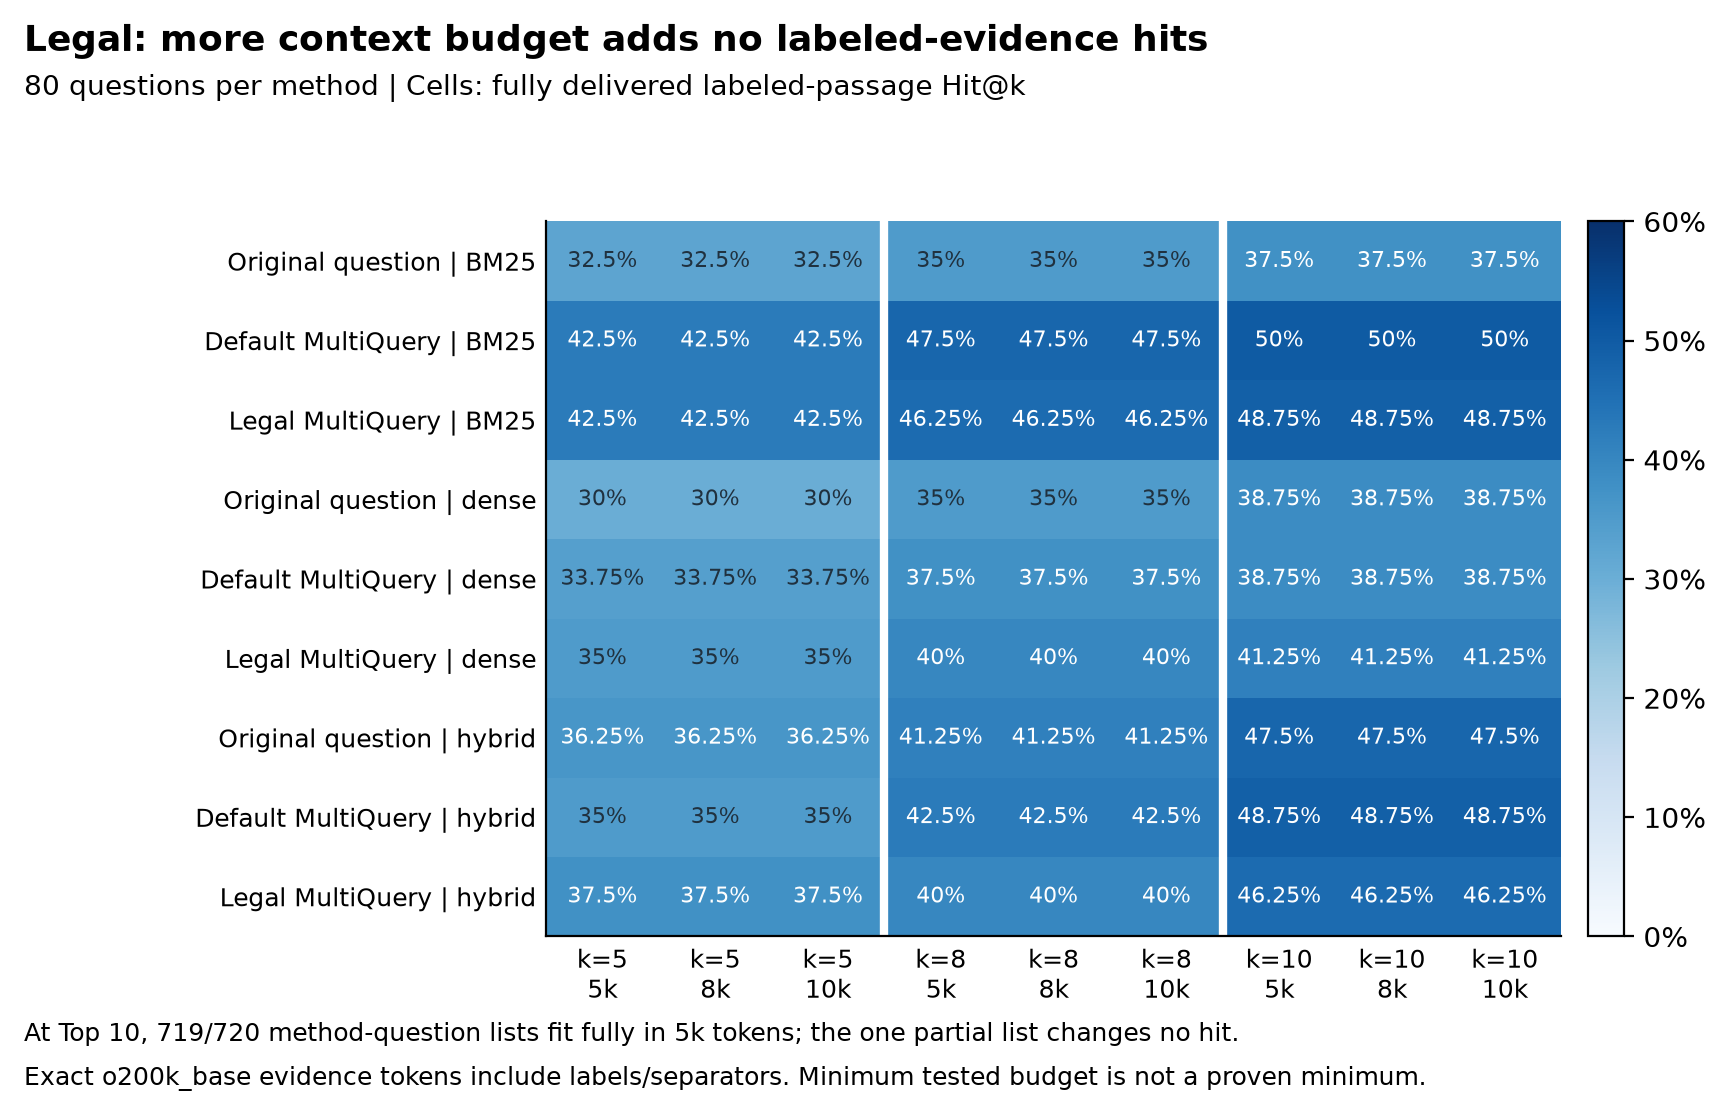 Legal: more context budget adds no labeled-evidence hits
80 questions per method | Cells: fully delivered labeled-passage Hit@k
Original question | BM25 32.5% 32.5% 32.5% 35% 35% 35% 37.5% 37.5% 37.5%
Default MultiQuery | BM25 42.5% 42.5% 42.5% 47.5% 47.5% 47.5% 50% 50% 50%
Legal MultiQuery | BM25 42.5% 42.5% 42.5% 46.25% 46.25% 46.25% 48.75% 48.75% 48.75%
Original question | dense 30% 30% 30% 35% 35% 35% 38.75% 38.75% 38.75%
Default MultiQuery | dense 33.75% 33.75% 33.75% 37.5% 37.5% 37.5% 38.75% 38.75% 38.75%
Legal MultiQuery | dense 35% 35% 35% 40% 40% 40% 41.25% 41.25% 41.25%
Original question | hybrid 36.25% 36.25% 36.25% 41.25% 41.25% 41.25% 47.5% 47.5% 47.5%
Default MultiQuery | hybrid 35% 35% 35% 42.5% 42.5% 42.5% 48.75% 48.75% 48.75%
Legal MultiQuery | hybrid 37.5% 37.5% 37.5% 40% 40% 40% 46.25% 46.25% 46.25%
k=5 k=5 k=5 k=8 k=8 k=8 k=10 k=10 k=10
5k 8k 10k 5k 8k 10k 5k 8k 10k
60%
50%
40%
30%
20%
10%
0%
At Top 10, 719/720 method-question lists fit fully in 5k tokens; the one partial list changes no hit.
Exact o200k_base evidence tokens include labels/separators. Minimum tested budget is not a proven minimum.